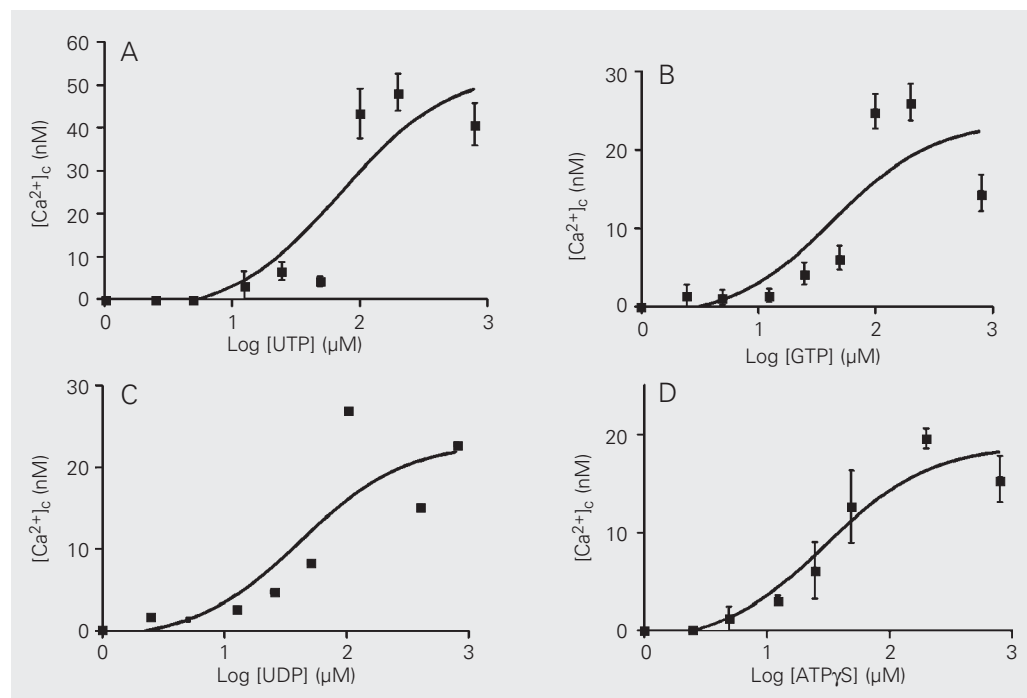 A
60
50
40
30
20
10
0
[Ca²⁺]c (nM)
0 1 2 3
Log [UTP] (µM)
B
30
20
10
0
[Ca²⁺]c (nM)
0 1 2 3
Log [GTP] (µM)
C
30
20
10
0
[Ca²⁺]c (nM)
0 1 2 3
Log [UDP] (µM)
D
20
10
0
[Ca²⁺]c (nM)
0 1 2 3
Log [ATPγS] (µM)